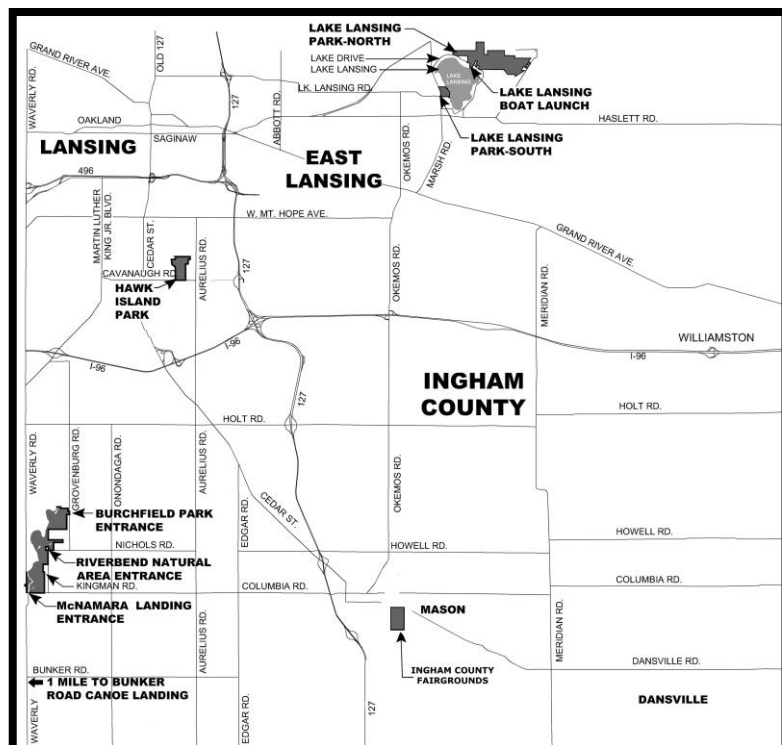 LAKE LANSING
PARK-NORTH
GRAND RIVER AVE.
OLD 127
LAKE DRIVE
LAKE LANSING
LAKE
LANSING
WAVERLY RD.
127
LK. LANSING RD.
LAKE LANSING
BOAT LAUNCH
ABBOTT RD.
OAKLAND
HASLETT RD.
SAGINAW
LAKE LANSING
PARK-SOUTH
LANSING
EAST
LANSING
OKEMOS RD.
MARSH RD.
496
MARTIN LUTHER
KING JR. BLVD.
CEDAR ST.
W. MT. HOPE AVE.
GRAND RIVER AVE.
AURELIUS RD.
CAVANAUGH RD.
127
HAWK
ISLAND
PARK
OKEMOS RD.
MERIDIAN RD.
WILLIAMSTON
I-96
I-96
I-96
INGHAM
COUNTY
127
HOLT RD.
HOLT RD.
WAVERLY RD.
GROVENBURG RD.
ONONDAGA RD.
AURELIUS RD.
OKEMOS RD.
CEDAR ST.
EDGAR RD.
BURCHFIELD PARK
ENTRANCE
HOWELL RD.
NICHOLS RD.
HOWELL RD.
RIVERBEND NATURAL
AREA ENTRANCE
KINGMAN RD.
COLUMBIA RD.
COLUMBIA RD.
McNAMARA LANDING
ENTRANCE
MASON
AURELIUS RD.
MERIDIAN RD.
BUNKER RD.
INGHAM COUNTY
FAIRGROUNDS
DANSVILLE RD.
1 MILE TO BUNKER
ROAD CANOE LANDING
DANSVILLE
WAVERLY
EDGAR RD.
127